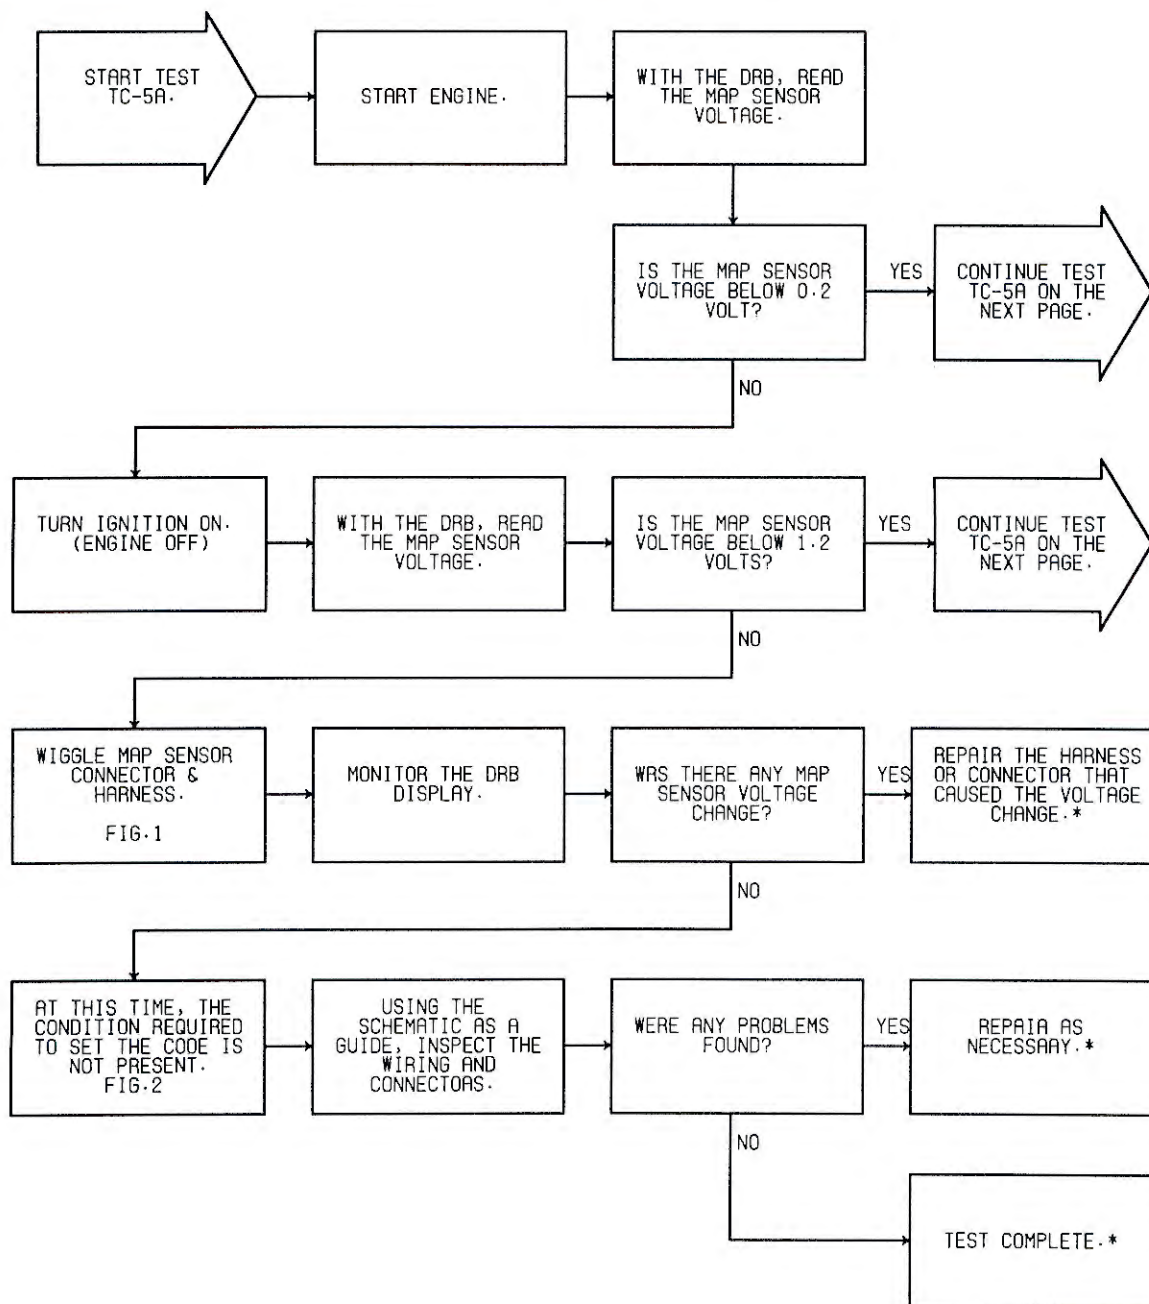 START TEST
TC-5A.
START ENGINE.
WITH THE DRB, READ
THE MAP SENSOR
VOLTAGE.
IS THE MAP SENSOR
VOLTAGE BELOW 0.2
VOLT?
YES
CONTINUE TEST
TC-5A ON THE
NEXT PAGE.
NO
TURN IGNITION ON.
(ENGINE OFF)
WITH THE DRB, READ
THE MAP SENSOR
VOLTAGE.
IS THE MAP SENSOR
VOLTAGE BELOW 1.2
VOLTS?
YES
CONTINUE TEST
TC-5A ON THE
NEXT PAGE.
NO
WIGGLE MAP SENSOR
CONNECTOR &
HARNESS.
FIG.1
MONITOR THE DRB
DISPLAY.
WAS THERE ANY MAP
SENSOR VOLTAGE
CHANGE?
YES
REPAIR THE HARNESS
OR CONNECTOR THAT
CAUSED THE VOLTAGE
CHANGE.*
NO
AT THIS TIME, THE
CONDITION REQUIRED
TO SET THE CODE IS
NOT PRESENT.
FIG.2
USING THE
SCHEMATIC AS A
GUIDE, INSPECT THE
WIRING AND
CONNECTORS.
WERE ANY PROBLEMS
FOUND?
YES
REPAIR AS
NECESSARY.*
NO
TEST COMPLETE.*